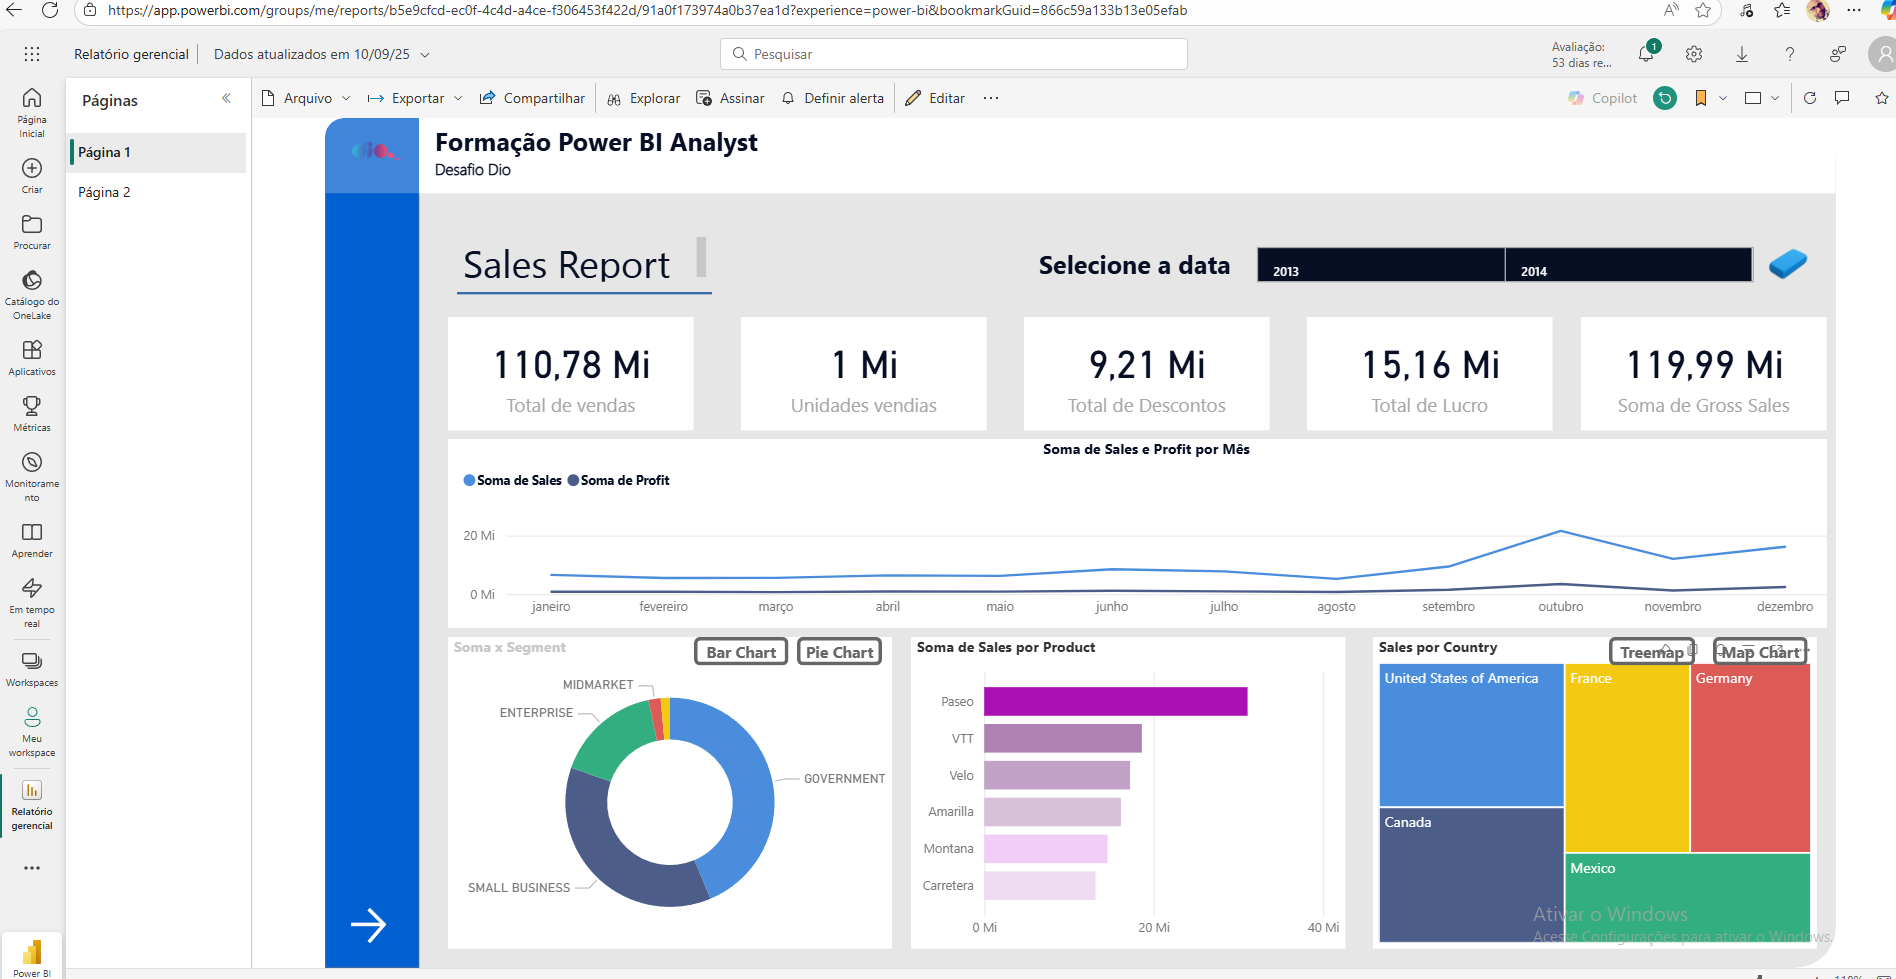 https://app.powerbi.com/groups/me/reports/b5e9cfcd-ec0f-4c4d-a4ce-f306453f422d/91a0f173974a0b37ea1d?experience=power-bi&bookmarkGuid=866c59a133b13e05efab
Relatório gerencial
Dados atualizados em 10/09/25
Pesquisar
Avaliação:
53 dias re...
1
Página
Inicial
Criar
Procurar
Catálogo do
OneLake
Aplicativos
Métricas
Monitorame
nto
Aprender
Em tempo
real
Workspaces
Meu
workspace
Relatório
gerencial
Power BI
Páginas
Página 1
Página 2
Arquivo
Exportar
Compartilhar
Explorar
Assinar
Definir alerta
Editar
Copilot
dio
Formação Power BI Analyst
Desafio Dio
Sales Report
Selecione a data
2013
2014
110,78 Mi
Total de vendas
1 Mi
Unidades vendias
9,21 Mi
Total de Descontos
15,16 Mi
Total de Lucro
119,99 Mi
Soma de Gross Sales
Soma de Sales e Profit por Mês
Soma de Sales
Soma de Profit
20 Mi
0 Mi
janeiro
fevereiro
março
abril
maio
junho
julho
agosto
setembro
outubro
novembro
dezembro
Soma x Segment
Bar Chart
Pie Chart
MIDMARKET
ENTERPRISE
GOVERNMENT
SMALL BUSINESS
Soma de Sales por Product
Paseo
VTT
Velo
Amarilla
Montana
Carretera
0 Mi
20 Mi
40 Mi
Sales por Country
Treemap
Map Chart
United States of America
France
Germany
Canada
Mexico
Ativar o Windows
Acesse Configurações para ativar o Windows.